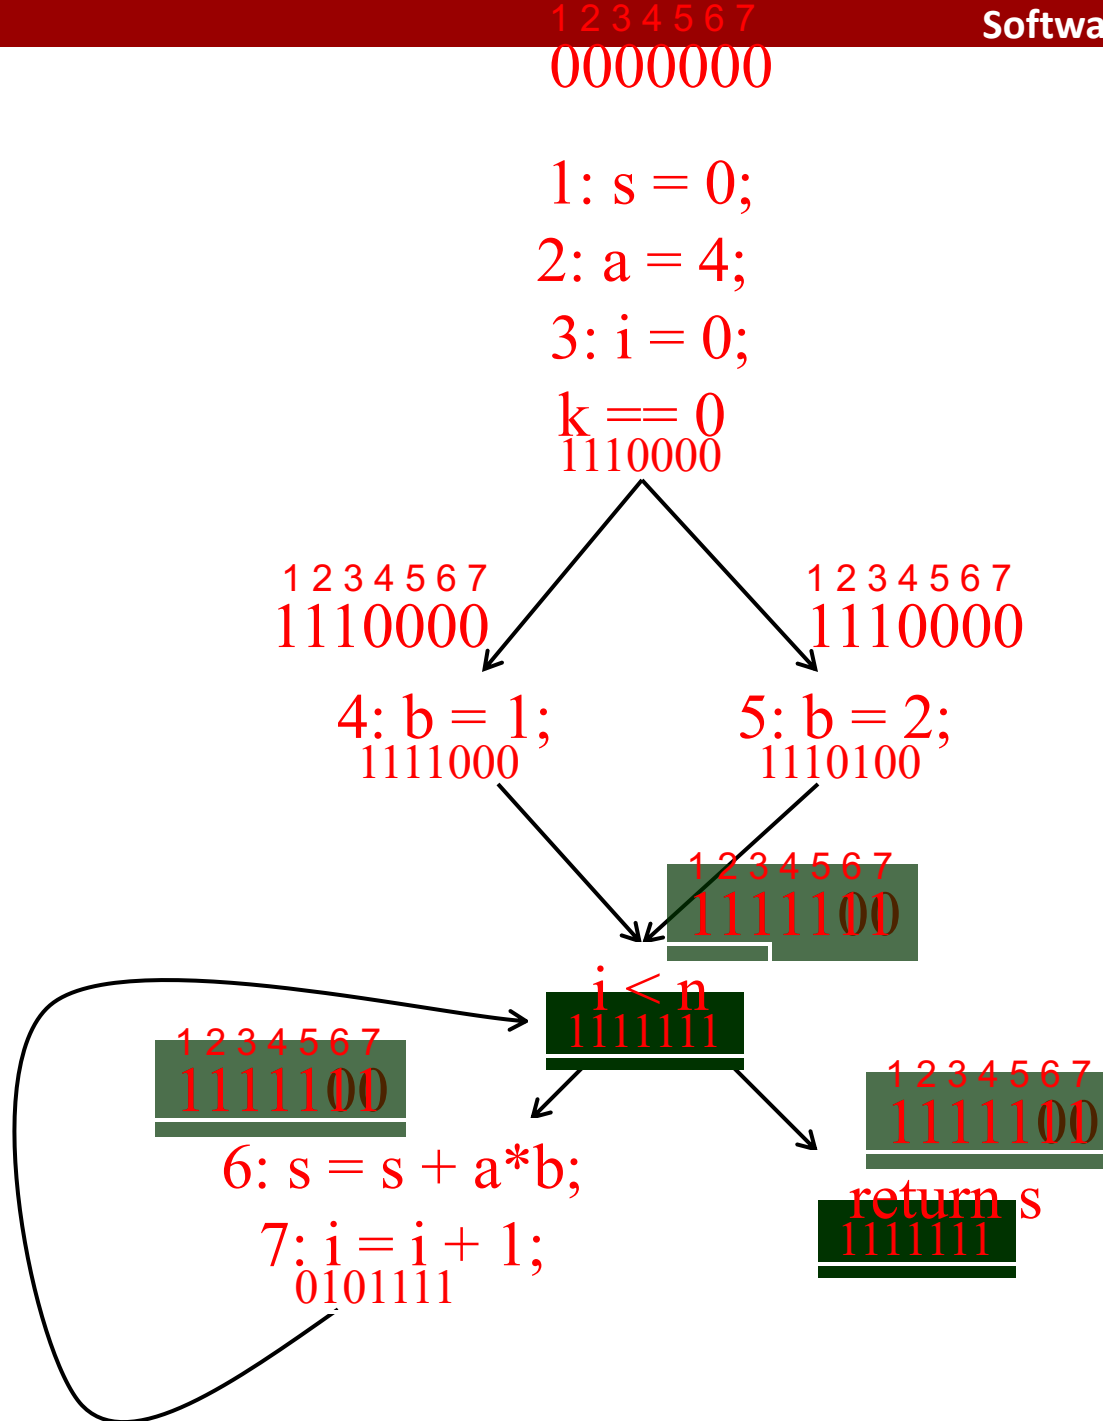 Softwa
1 2 3 4 5 6 7
0000000
1: s = 0;
2: a = 4;
3: i = 0;
k == 0
1110000
1 2 3 4 5 6 7
1110000
1 2 3 4 5 6 7
1110000
4: b = 1;
1111000
5: b = 2;
1110100
1 2 3 4 5 6 7
11111
i < n
1111111
1 2 3 4 5 6 7
11111
6: s = s + a*b;
7: i = i + 1;
0101111
1 2 3 4 5 6 7
11111
return s
1111111